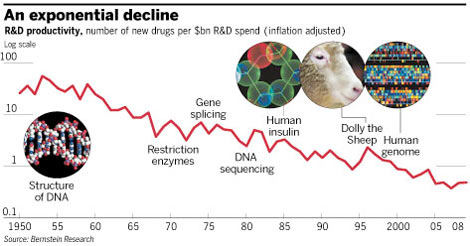 An exponential decline
R&D productivity, number of new drugs per $bn R&D spend (inflation adjusted)
Log scale
100
10
1
0.1
Structure
of DNA
Restriction
enzymes
Gene
splicing
DNA
sequencing
Human
insulin
Dolly the
Sheep
Human
genome
1950 55 60 65 70 75 80 85 90 95 2000 05 08
Source: Bernstein Research